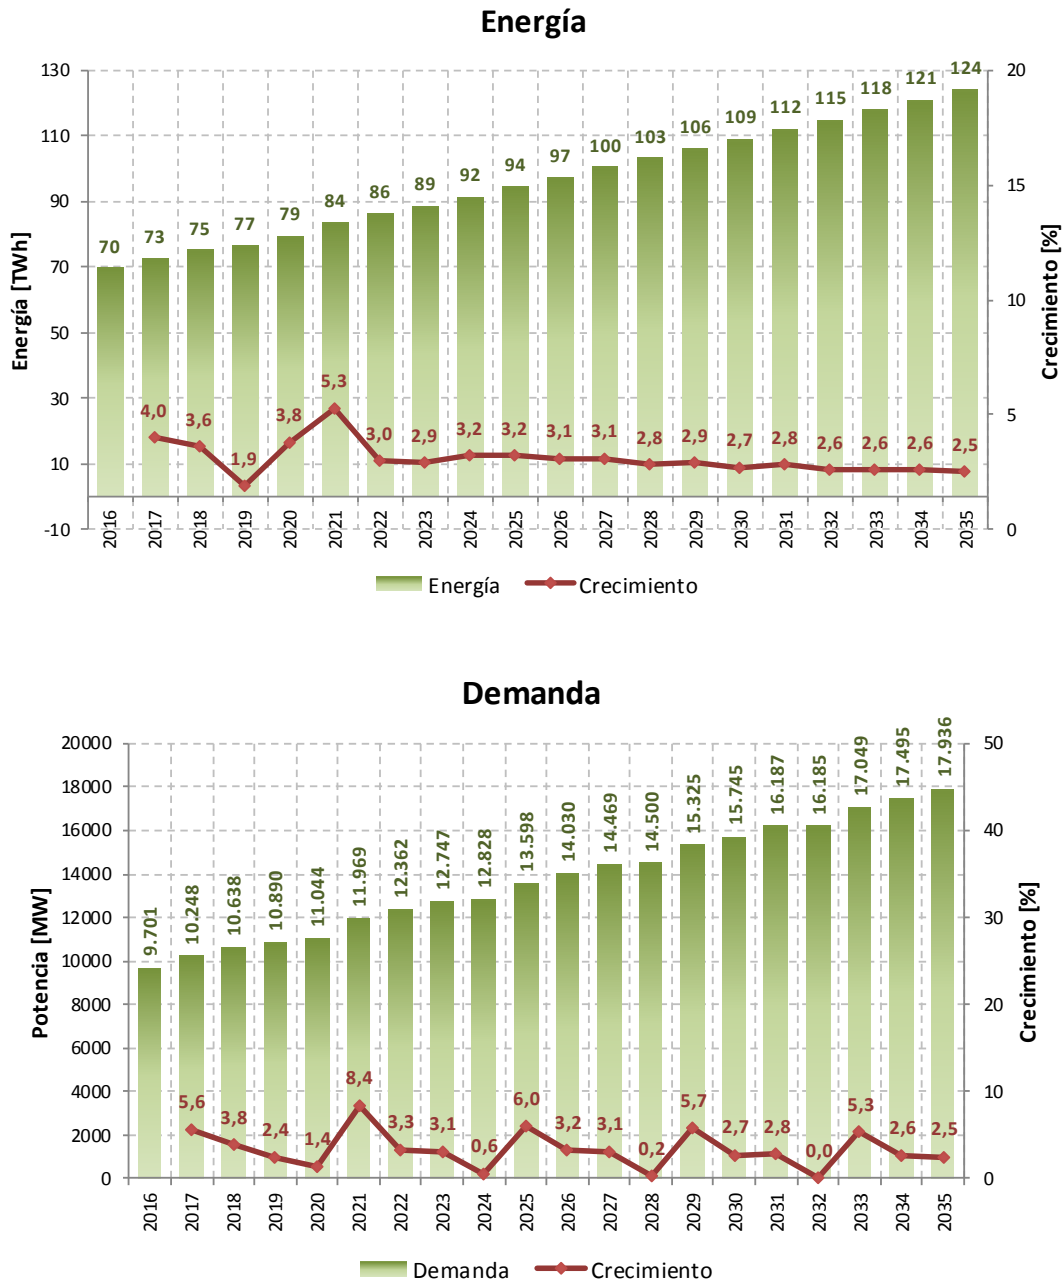 Energía
130
110
90
70
50
30
10
-10
Energía [TWh]
70 73 75 77 79 84 86 89 92 94 97 100 103 106 109 112 115 118 121 124
4,0 3,6 1,9 3,8 5,3 3,0 2,9 3,2 3,2 3,1 3,1 2,8 2,9 2,7 2,8 2,6 2,6 2,6 2,5
20
15
10
5
0
Crecimiento [%]
2016 2017 2018 2019 2020 2021 2022 2023 2024 2025 2026 2027 2028 2029 2030 2031 2032 2033 2034 2035
Energía Crecimiento
Demanda
20000
18000
16000
14000
12000
10000
8000
6000
4000
2000
0
Potencia [MW]
9.701 10.248 10.638 10.890 11.044 11.969 12.362 12.747 12.828 13.598 14.030 14.469 14.500 15.325 15.745 16.187 16.185 17.049 17.495 17.936
5,6 3,8 2,4 1,4 8,4 3,3 3,1 0,6 6,0 3,2 3,1 0,2 5,7 2,7 2,8 0,0 5,3 2,6 2,5
50
40
30
20
10
0
Crecimiento [%]
2016 2017 2018 2019 2020 2021 2022 2023 2024 2025 2026 2027 2028 2029 2030 2031 2032 2033 2034 2035
Demanda Crecimiento